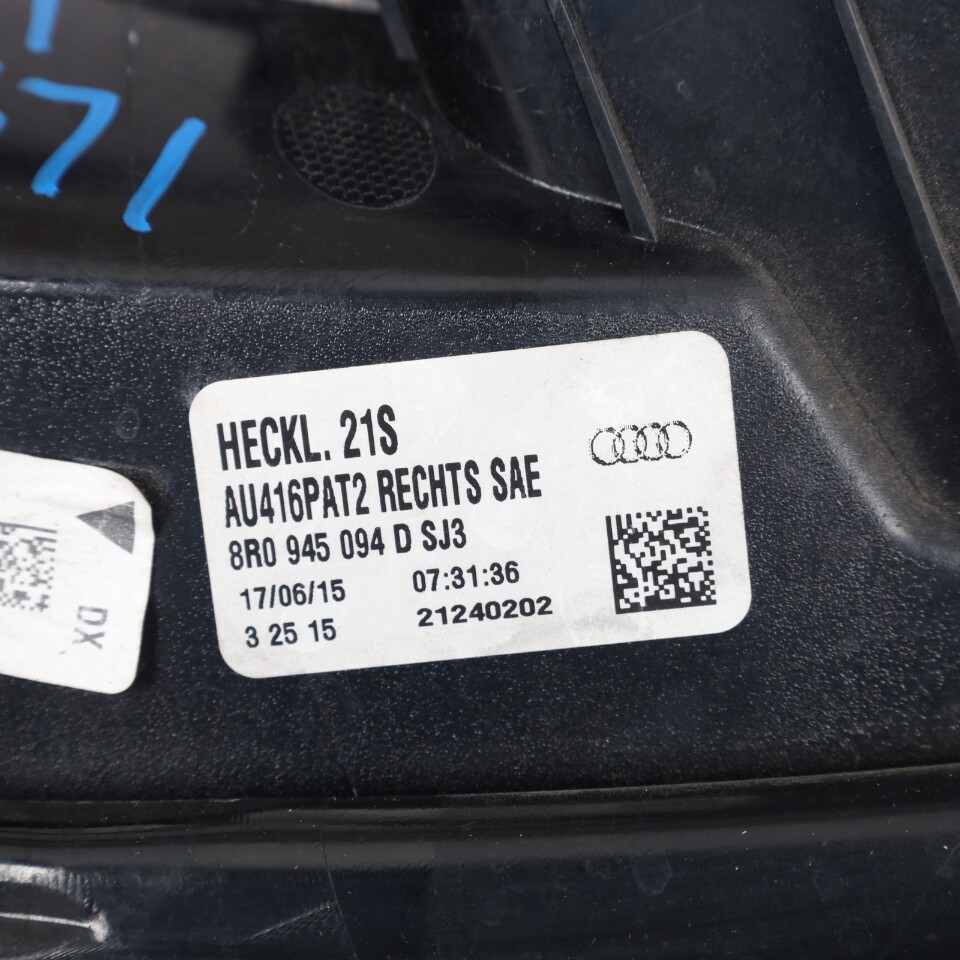 71
HECKL. 21S
AU416PAT2 RECHTS SAE
8R0 945 094 D SJ3
17/06/15 07:31:36
3 25 15 21240202
DX